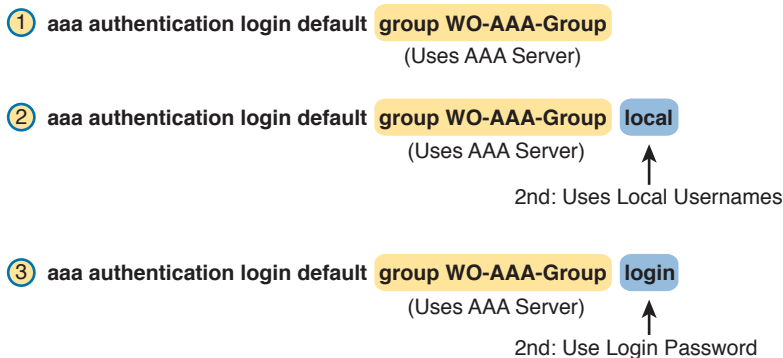 1 aaa authentication login default group WO-AAA-Group
(Uses AAA Server)
2 aaa authentication login default group WO-AAA-Group local
(Uses AAA Server)
2nd: Uses Local Usernames
3 aaa authentication login default group WO-AAA-Group login
(Uses AAA Server)
2nd: Use Login Password